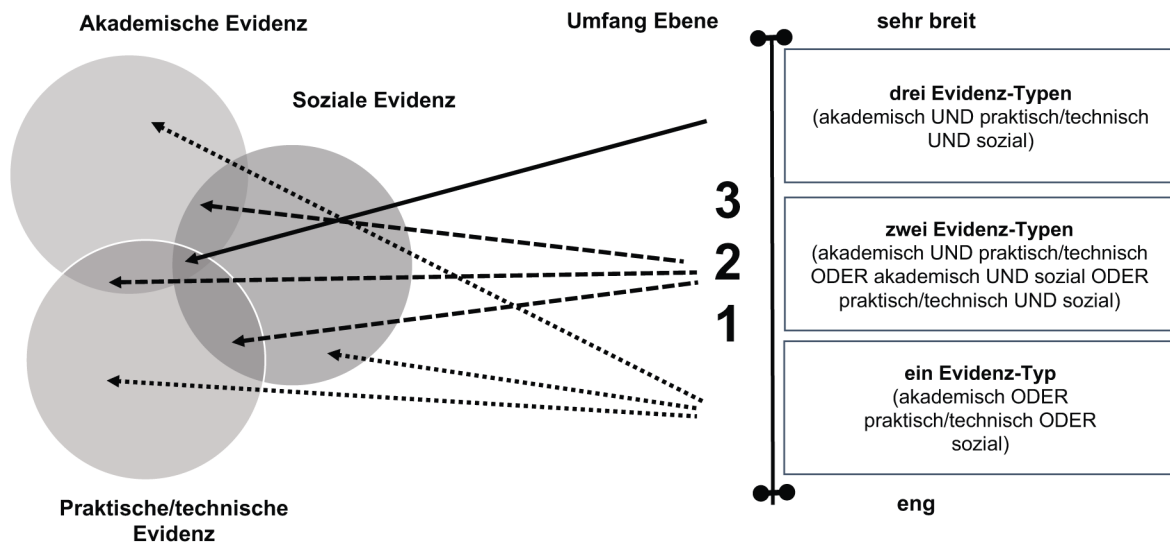 Akademische Evidenz
Soziale Evidenz
Praktische/technische
Evidenz
Umfang Ebene
3
2
1
sehr breit
drei Evidenz-Typen
(akademisch UND praktisch/technisch
UND sozial)
zwei Evidenz-Typen
(akademisch UND praktisch/technisch
ODER akademisch UND sozial ODER
praktisch/technisch UND sozial)
ein Evidenz-Typ
(akademisch ODER
praktisch/technisch ODER
sozial)
eng